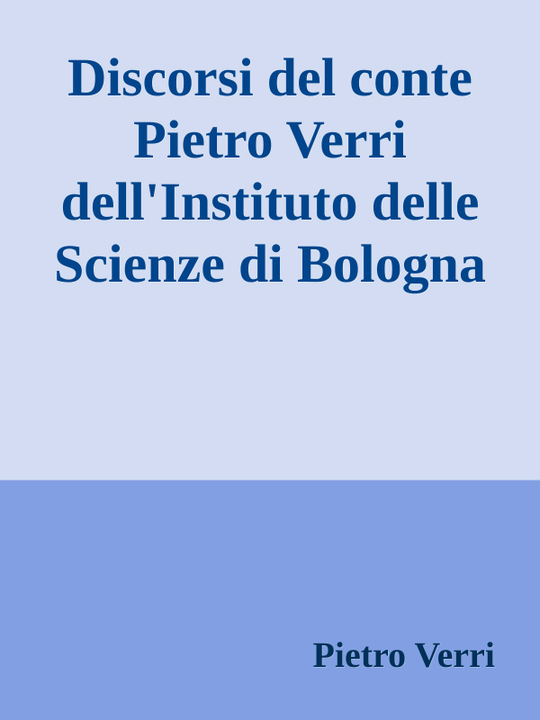 Discorsi del conte
Pietro Verri
dell'Instituto delle
Scienze di Bologna
Pietro Verri